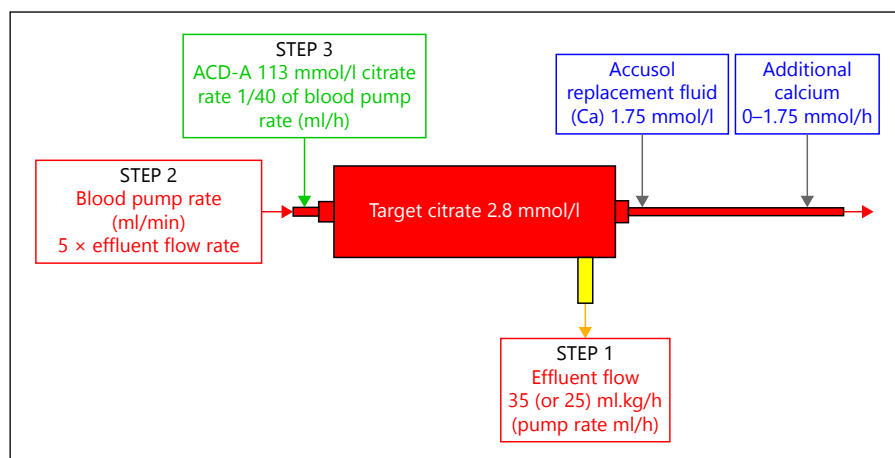 STEP 3
ACD-A 113 mmol/l citrate
rate 1/40 of blood pump
rate (ml/h)
Accusol
replacement fluid
(Ca) 1.75 mmol/l
Additional
calcium
0–1.75 mmol/h
STEP 2
Blood pump rate
(ml/min)
5 × effluent flow rate
Target citrate 2.8 mmol/l
STEP 1
Effluent flow
35 (or 25) ml.kg/h
(pump rate ml/h)